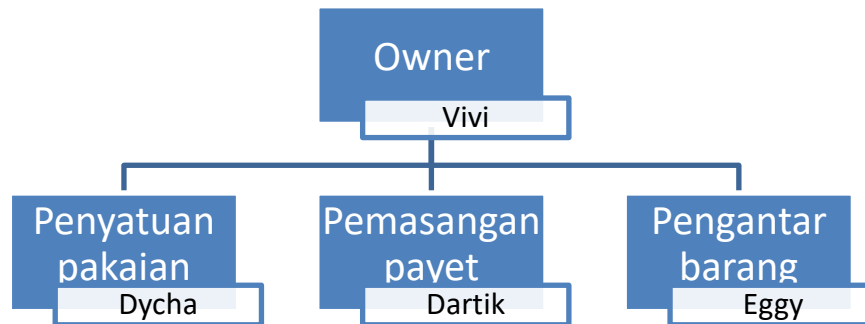 Owner
Vivi
Penyatuan
pakaian
Dycha
Pemasangan
payet
Dartik
Pengantar
barang
Eggy